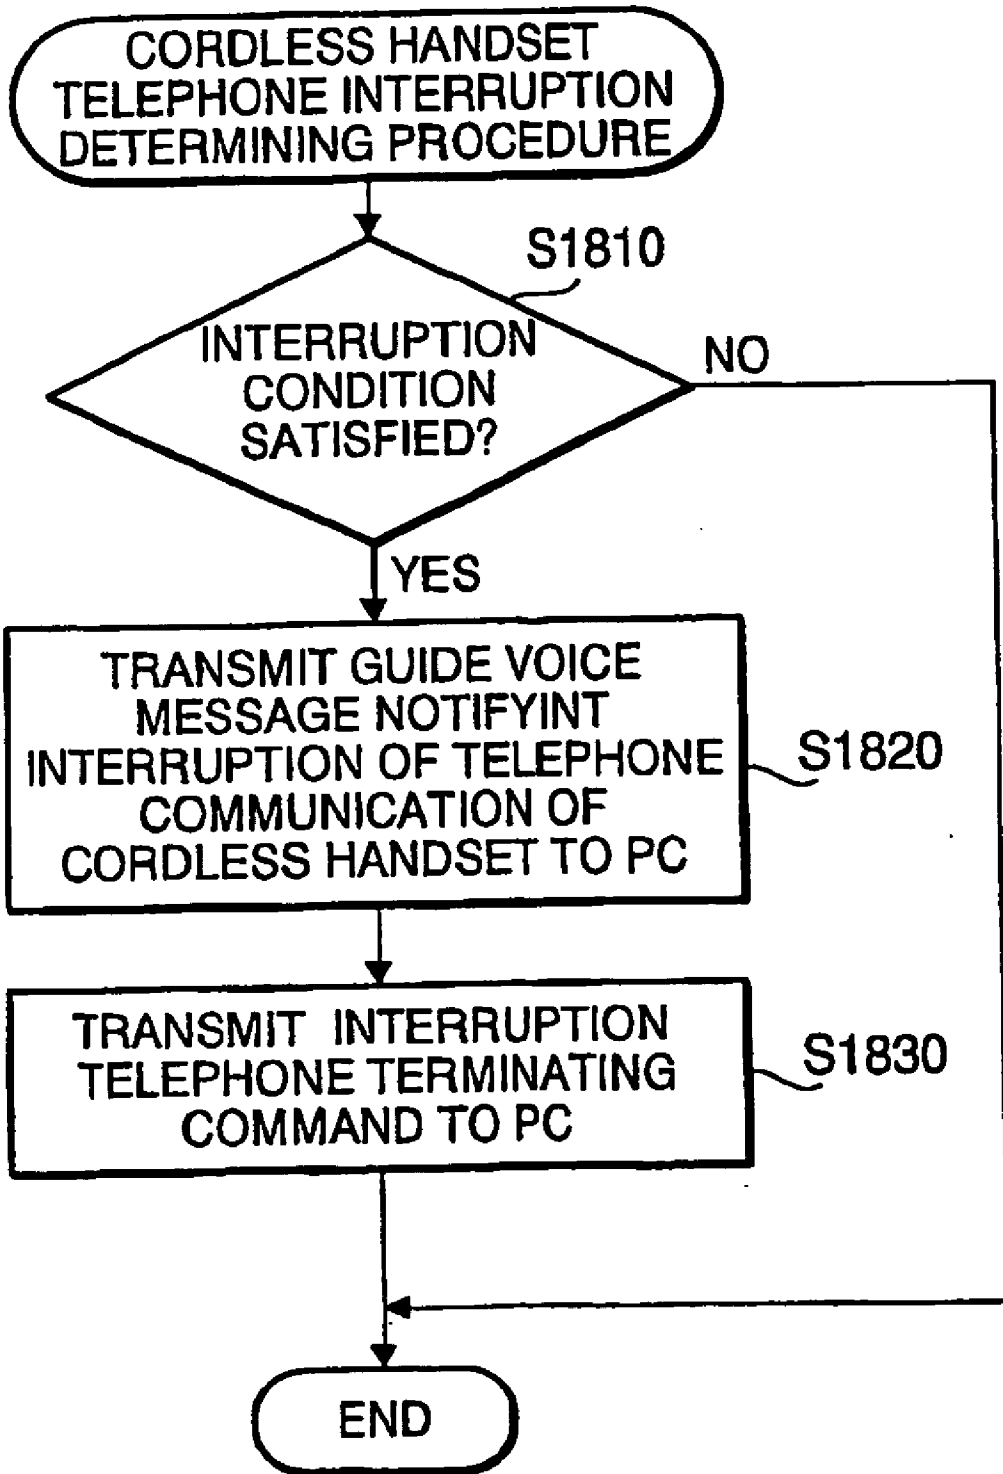 CORDLESS HANDSET
TELEPHONE INTERRUPTION
DETERMINING PROCEDURE
S1810
INTERRUPTION
CONDITION
SATISFIED?
NO
YES
TRANSMIT GUIDE VOICE
MESSAGE NOTIFYINT
INTERRUPTION OF TELEPHONE
COMMUNICATION OF
CORDLESS HANDSET TO PC
S1820
TRANSMIT INTERRUPTION
TELEPHONE TERMINATING
COMMAND TO PC
S1830
END